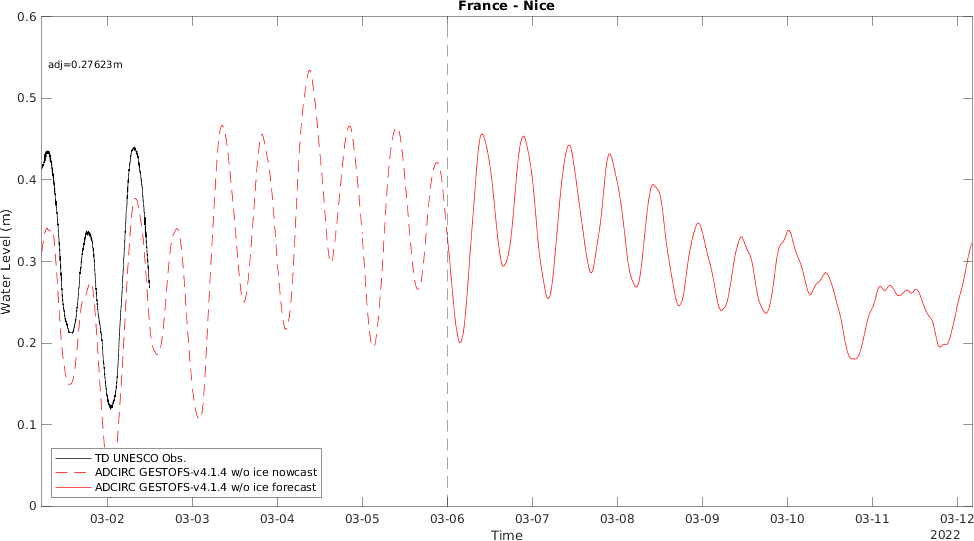 France - Nice
0.6
adj=0.27623m
0.5
0.4
0.3
0.2
0.1
0
Water Level (m)
TD UNESCO Obs.
ADCIRC GESTOFS-v4.1.4 w/o ice nowcast
ADCIRC GESTOFS-v4.1.4 w/o ice forecast
03-02 03-03 03-04 03-05 03-06 03-07 03-08 03-09 03-10 03-11 03-12
Time
2022